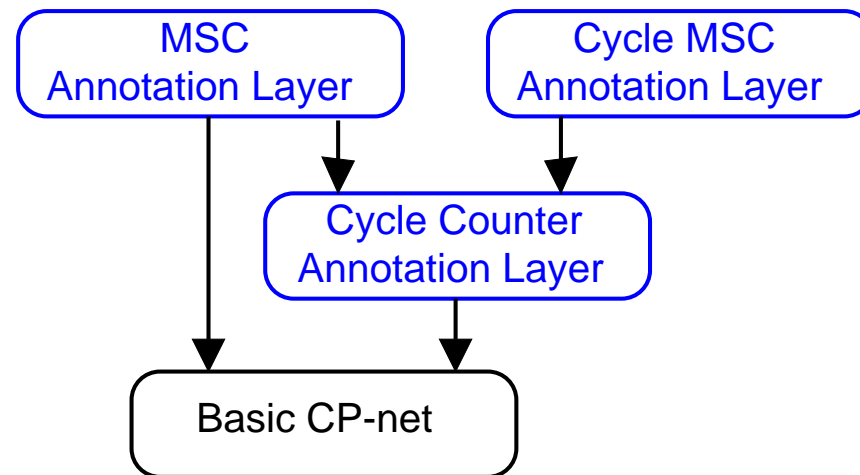 MSC
Annotation Layer
Cycle MSC
Annotation Layer
Cycle Counter
Annotation Layer
Basic CP-net